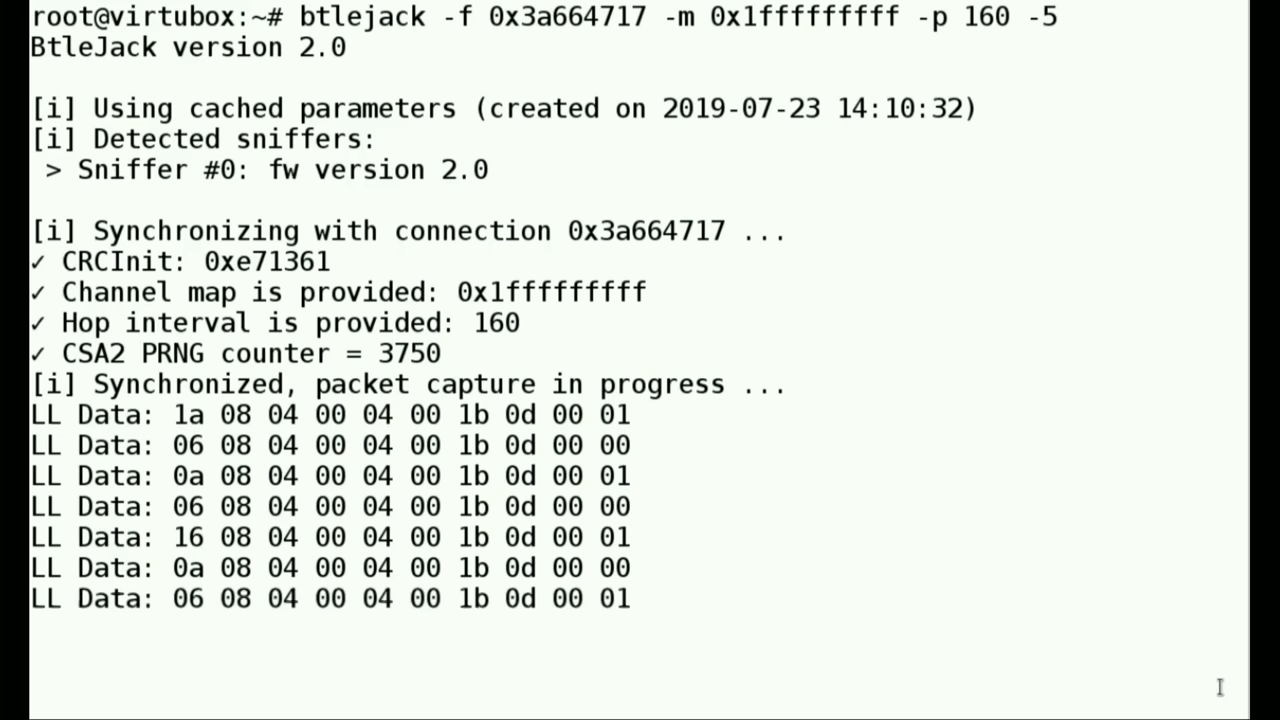 root@virtubox:~# btlejack -f 0x3a664717 -m 0x1fffffffff -p 160 -5
BtleJack version 2.0
[i] Using cached parameters (created on 2019-07-23 14:10:32)
[i] Detected sniffers:
> Sniffer #0: fw version 2.0
[i] Synchronizing with connection 0x3a664717 ...
✓ CRCInit: 0xe71361
✓ Channel map is provided: 0x1fffffffff
✓ Hop interval is provided: 160
✓ CSA2 PRNG counter = 3750
[i] Synchronized, packet capture in progress ...
LL Data: 1a 08 04 00 04 00 1b 0d 00 01
LL Data: 06 08 04 00 04 00 1b 0d 00 00
LL Data: 0a 08 04 00 04 00 1b 0d 00 01
LL Data: 06 08 04 00 04 00 1b 0d 00 00
LL Data: 16 08 04 00 04 00 1b 0d 00 01
LL Data: 0a 08 04 00 04 00 1b 0d 00 00
LL Data: 06 08 04 00 04 00 1b 0d 00 01